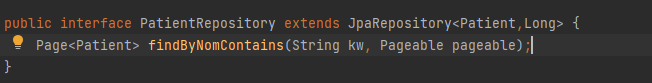 public interface PatientRepository extends JpaRepository<Patient,Long> {
    Page<Patient> findByNomContains(String kw, Pageable pageable);
}